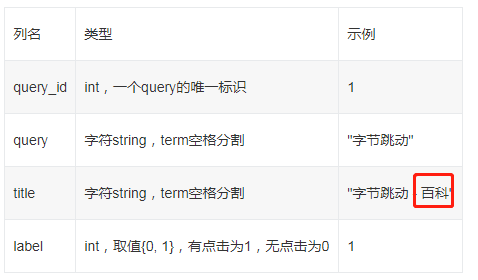 列名 类型 示例
query_id int，一个query的唯一标识 1
query 字符string，term空格分割 "字节跳动"
title 字符string，term空格分割 "字节跳动 - 百科"
label int，取值{0, 1}，有点击为1，无点击为0 1